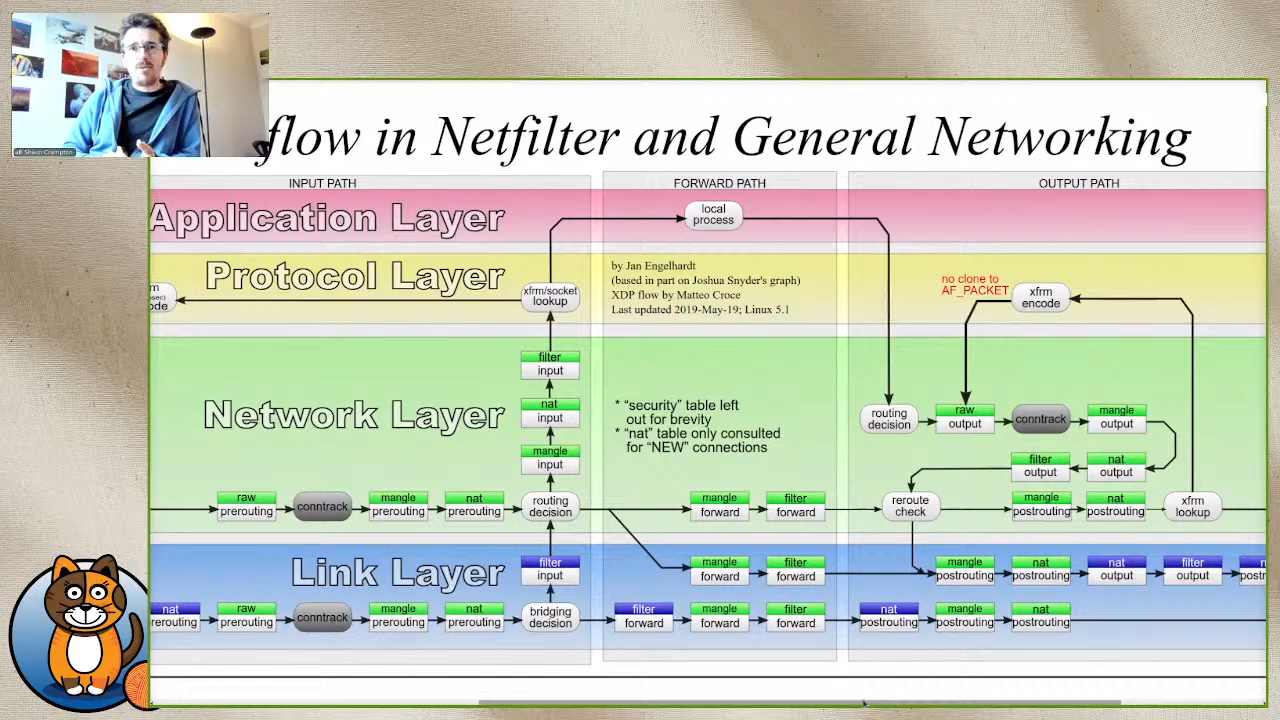 Shaun Crampton
flow in Netfilter and General Networking
INPUT PATH
FORWARD PATH
OUTPUT PATH
Application Layer
local
process
Protocol Layer
xfrm/socket
lookup
by Jan Engelhardt
(based in part on Joshua Snyder's graph)
XDP flow by Matteo Croce
Last updated 2019-May-19; Linux 5.1
no clone to
AF_PACKET
xfrm
encode
filter
input
nat
input
mangle
input
Network Layer
* “security” table left
out for brevity
* “nat” table only consulted
for “NEW” connections
routing
decision
raw
output
conntrack
mangle
output
filter
output
nat
output
raw
prerouting
conntrack
mangle
prerouting
nat
prerouting
routing
decision
mangle
forward
filter
forward
reroute
check
mangle
postrouting
nat
postrouting
xfrm
lookup
Link Layer
filter
input
mangle
forward
filter
forward
mangle
postrouting
nat
postrouting
nat
output
filter
output
nat
rerouting
raw
prerouting
conntrack
mangle
prerouting
nat
prerouting
bridging
decision
filter
forward
mangle
forward
filter
forward
nat
postrouting
mangle
postrouting
nat
postrouting